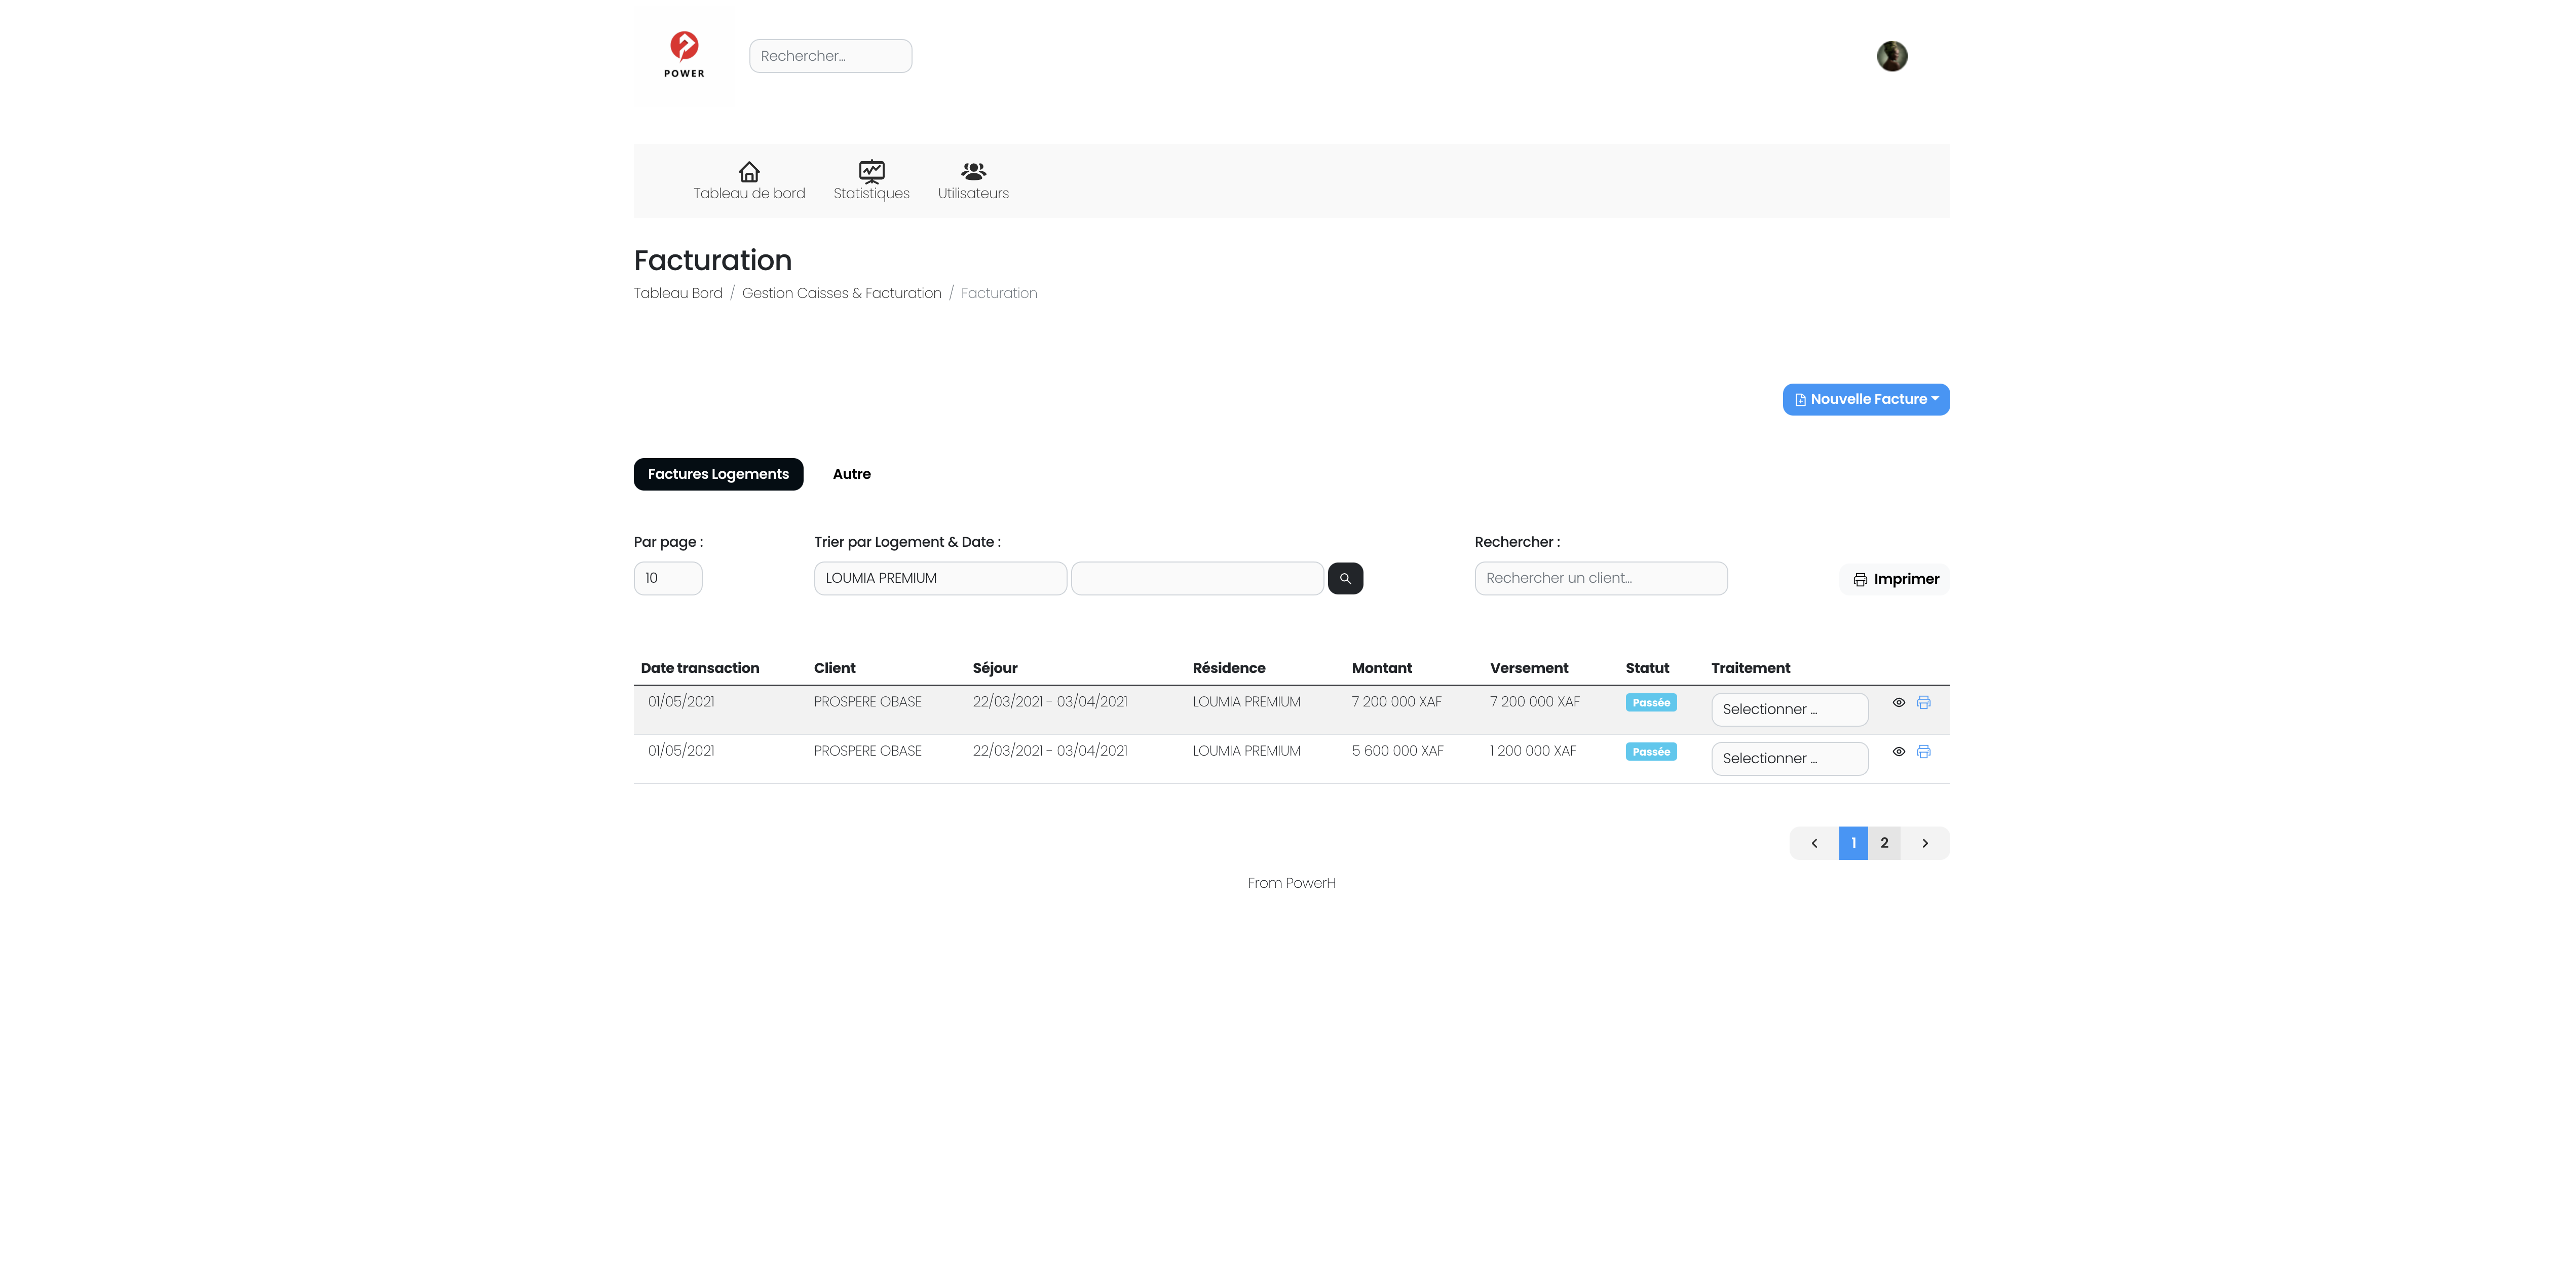 POWER
Rechercher...
Tableau de bord Statistiques Utilisateurs
Facturation
Tableau Bord / Gestion Caisses & Facturation / Facturation
Nouvelle Facture
Factures Logements Autre
Par page : Trier par Logement & Date : Rechercher :
10 LOUMIA PREMIUM Rechercher un client... Imprimer
Date transaction Client Séjour Résidence Montant Versement Statut Traitement
01/05/2021 PROSPERE OBASE 22/03/2021 - 03/04/2021 LOUMIA PREMIUM 7 200 000 XAF 7 200 000 XAF Passée Selectionner ...
01/05/2021 PROSPERE OBASE 22/03/2021 - 03/04/2021 LOUMIA PREMIUM 5 600 000 XAF 1 200 000 XAF Passée Selectionner ...
1 2
From PowerH